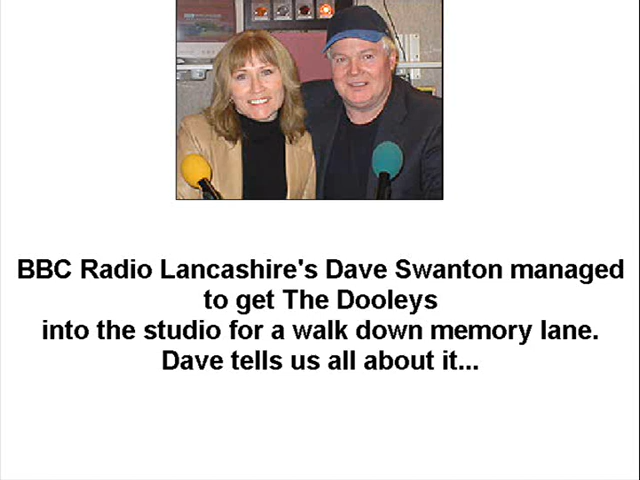 BBC Radio Lancashire's Dave Swanton managed
to get The Dooleys
into the studio for a walk down memory lane.
Dave tells us all about it...